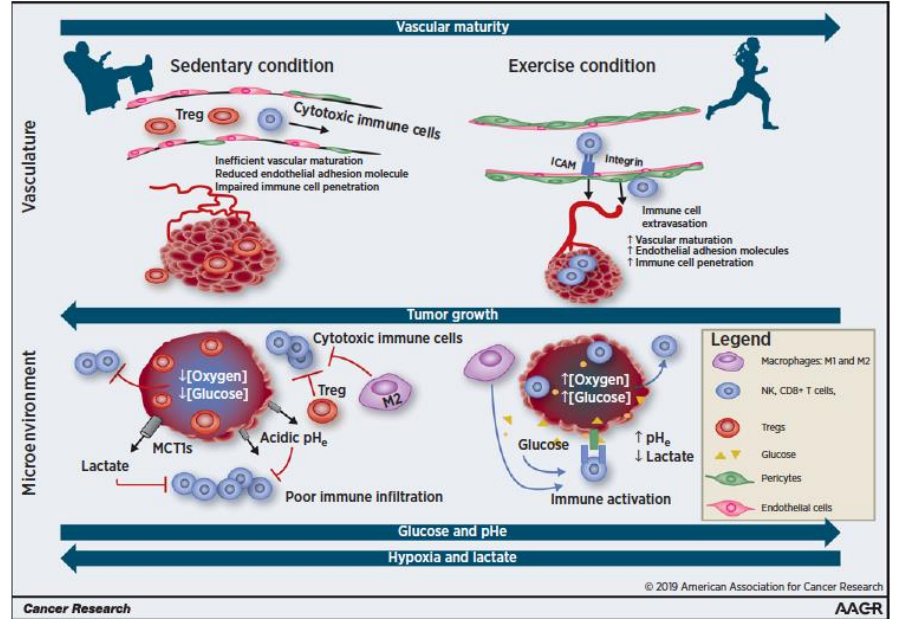 Vascular maturity
Sedentary condition
Exercise condition
Vasculature
Treg
Cytotoxic immune cells
Inefficient vascular maturation
Reduced endothelial adhesion molecule
Impaired immune cell penetration
ICAM
Integrin
Immune cell
extravasation
↑ Vascular maturation
↑ Endothelial adhesion molecules
↑ Immune cell penetration
Tumor growth
Microenvironment
↓[Oxygen]
↓[Glucose]
Cytotoxic immune cells
Treg
M2
MCT1s
Acidic pHe
Lactate
Poor immune infiltration
↑[Oxygen]
↑[Glucose]
Glucose
↑ pHe
↓ Lactate
Immune activation
Legend
Macrophages: M1 and M2
NK, CD8+ T cells,
Tregs
Glucose
Pericytes
Endothelial cells
Glucose and pHe
Hypoxia and lactate
© 2019 American Association for Cancer Research
Cancer Research
AACR